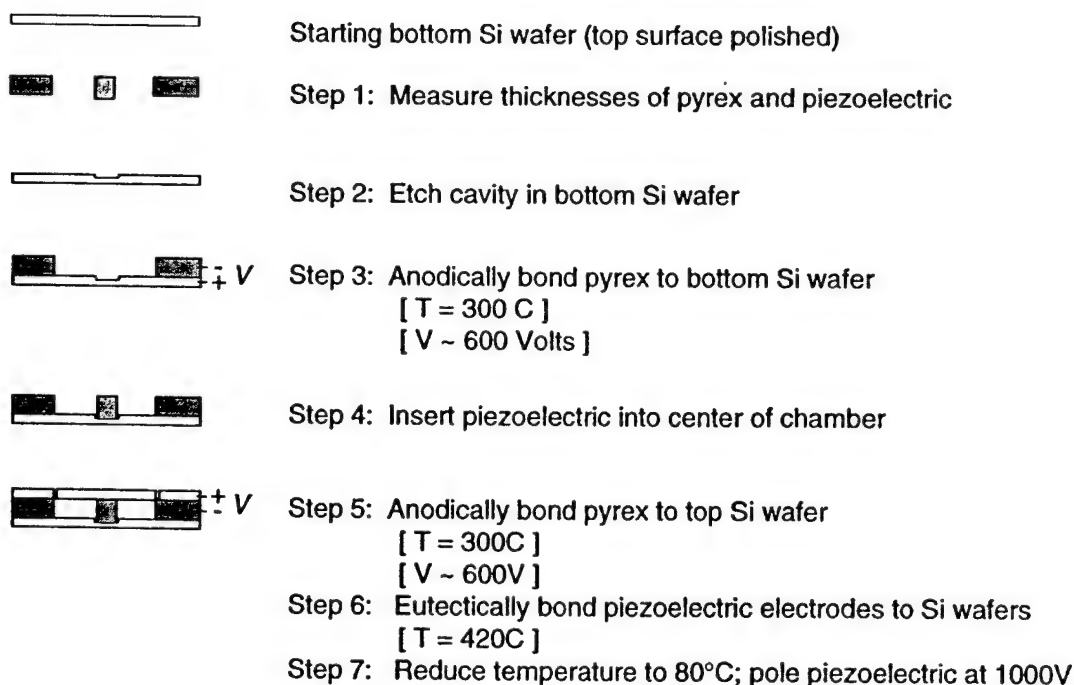 Starting bottom Si wafer (top surface polished)
Step 1: Measure thicknesses of pyrex and piezoelectric
Step 2: Etch cavity in bottom Si wafer
- V
+
Step 3: Anodically bond pyrex to bottom Si wafer
[ T = 300 C ]
[ V ~ 600 Volts ]
Step 4: Insert piezoelectric into center of chamber
+ V
-
Step 5: Anodically bond pyrex to top Si wafer
[ T = 300C ]
[ V ~ 600V ]
Step 6: Eutectically bond piezoelectric electrodes to Si wafers
[ T = 420C ]
Step 7: Reduce temperature to 80°C; pole piezoelectric at 1000V